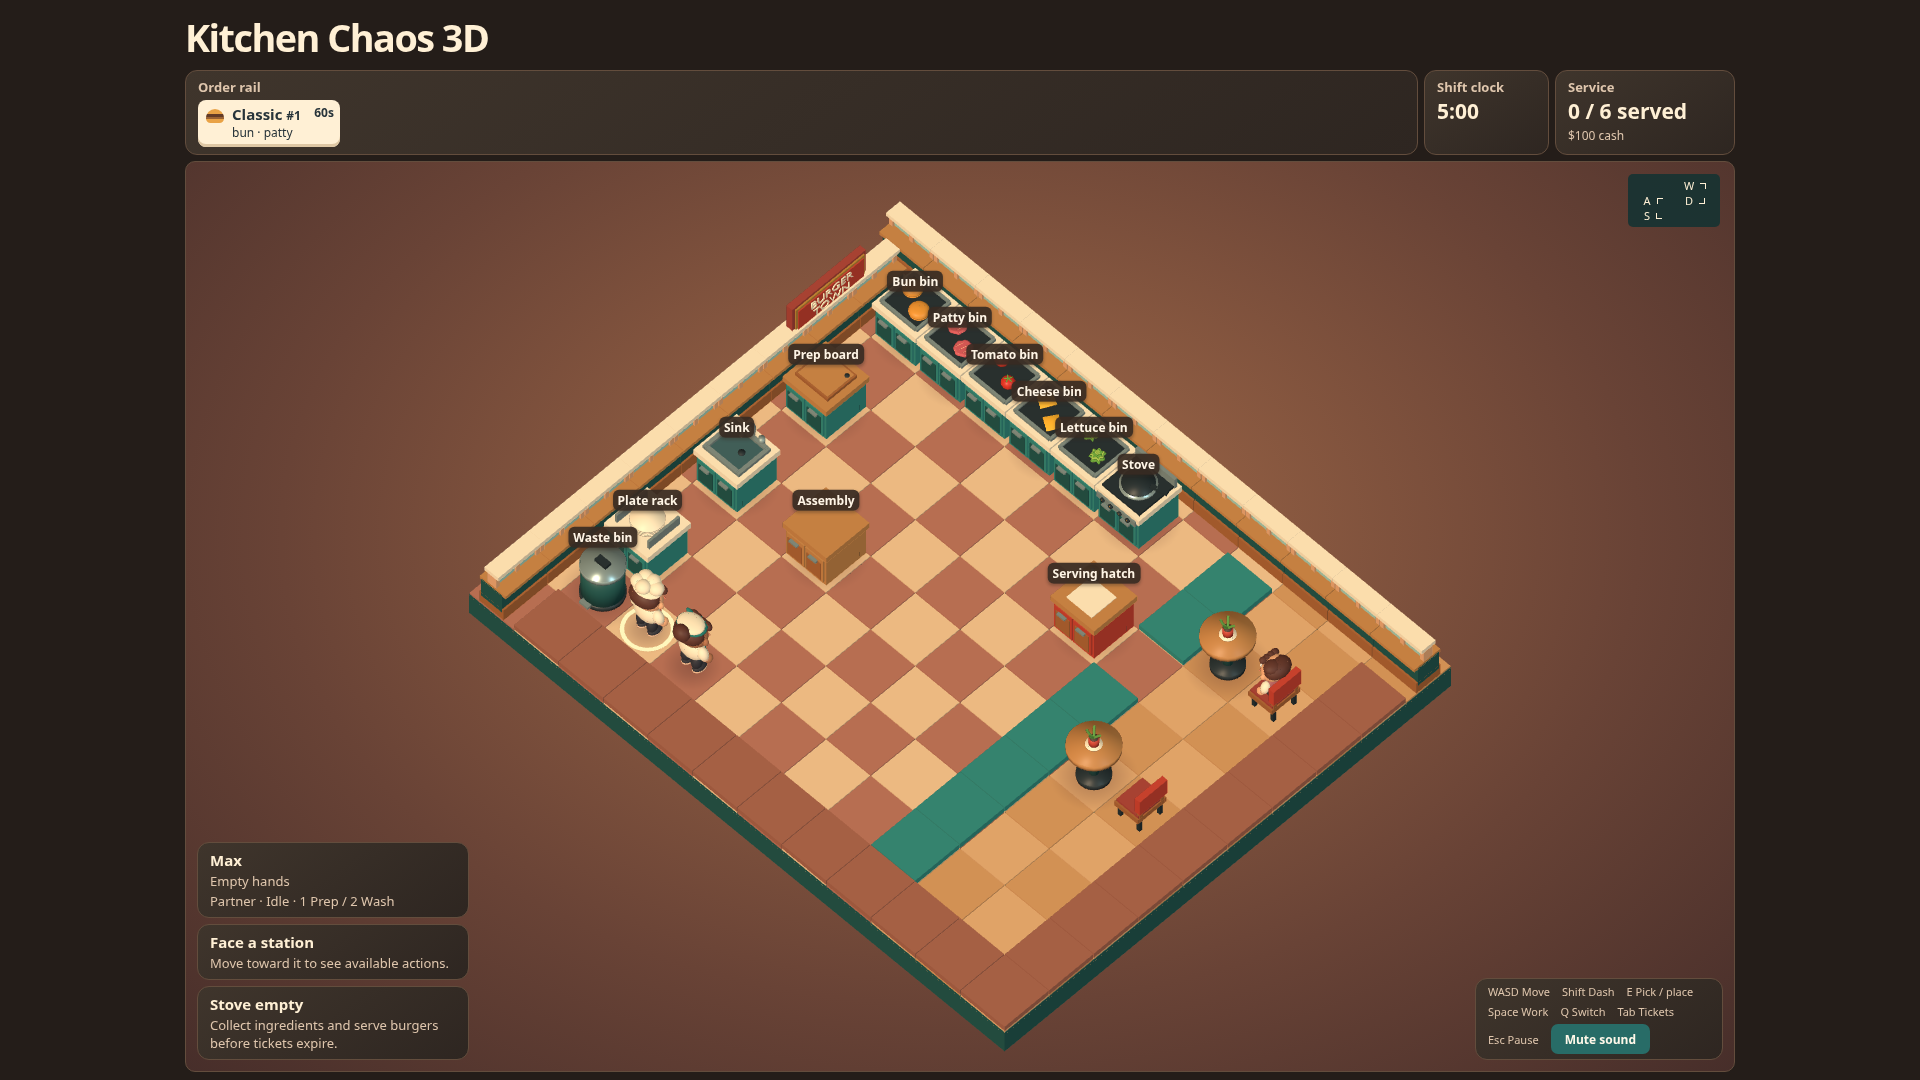 Kitchen Chaos 3D
Order rail
Classic #1 60s
bun · patty
Shift clock
5:00
Service
0 / 6 served
$100 cash
W
A D
S
BURGER
TOWN
Bun bin
Patty bin
Prep board
Tomato bin
Cheese bin
Sink
Lettuce bin
Stove
Plate rack
Assembly
Waste bin
Serving hatch
Max
Empty hands
Partner · Idle · 1 Prep / 2 Wash
Face a station
Move toward it to see available actions.
Stove empty
Collect ingredients and serve burgers
before tickets expire.
WASD Move Shift Dash E Pick / place
Space Work Q Switch Tab Tickets
Esc Pause Mute sound